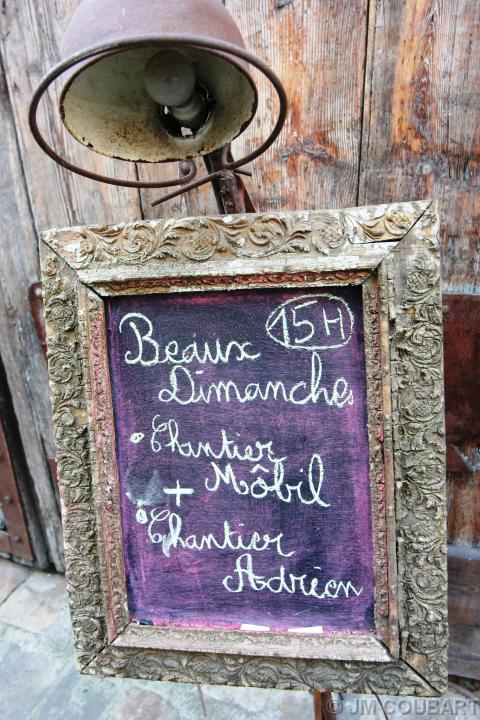 15H
Beaux
Dimanches
• Chantier
Môbil
+
• Chantier
Adrien
© JM COUBART